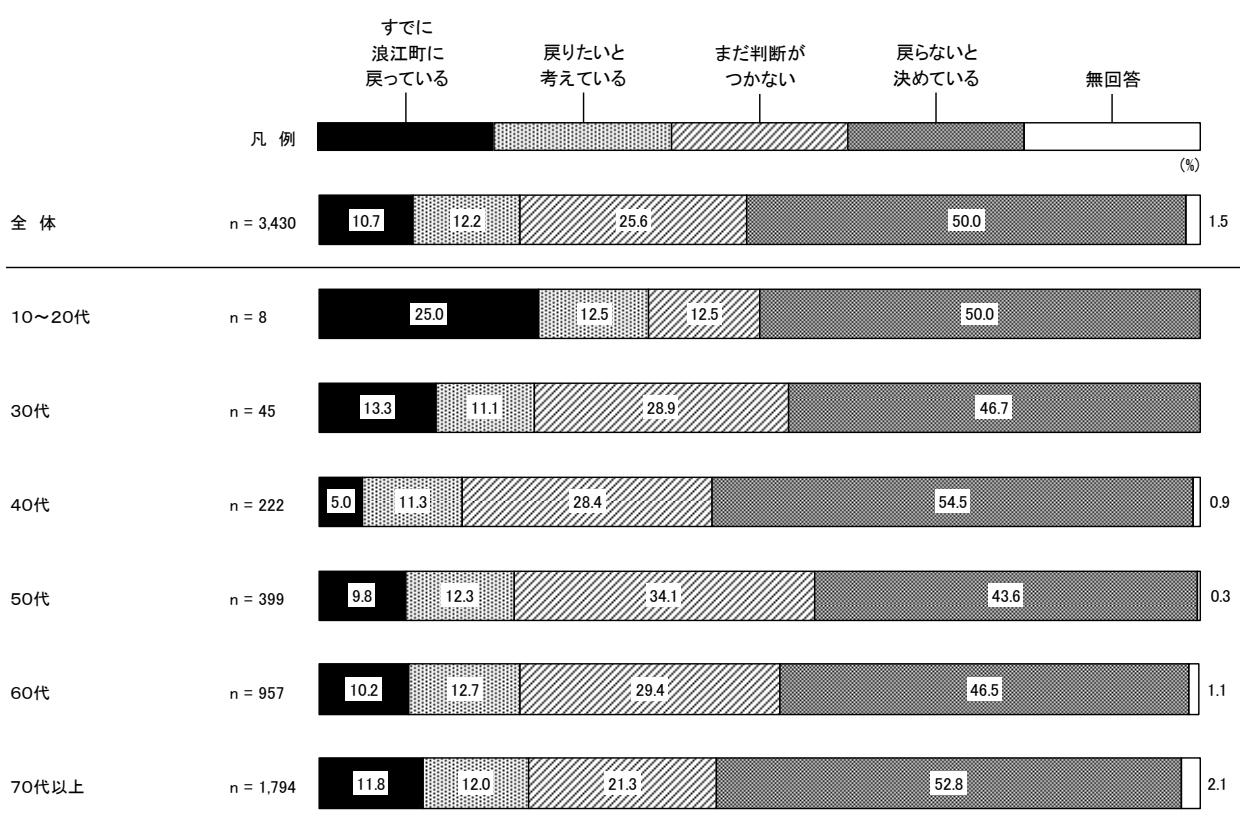 すでに
浪江町に
戻っている
戻りたいと
考えている
まだ判断が
つかない
戻らないと
決めている
無回答
凡 例
(%)
全 体 n = 3,430 10.7 12.2 25.6 50.0 1.5
10～20代 n = 8 25.0 12.5 12.5 50.0
30代 n = 45 13.3 11.1 28.9 46.7
40代 n = 222 5.0 11.3 28.4 54.5 0.9
50代 n = 399 9.8 12.3 34.1 43.6 0.3
60代 n = 957 10.2 12.7 29.4 46.5 1.1
70代以上 n = 1,794 11.8 12.0 21.3 52.8 2.1